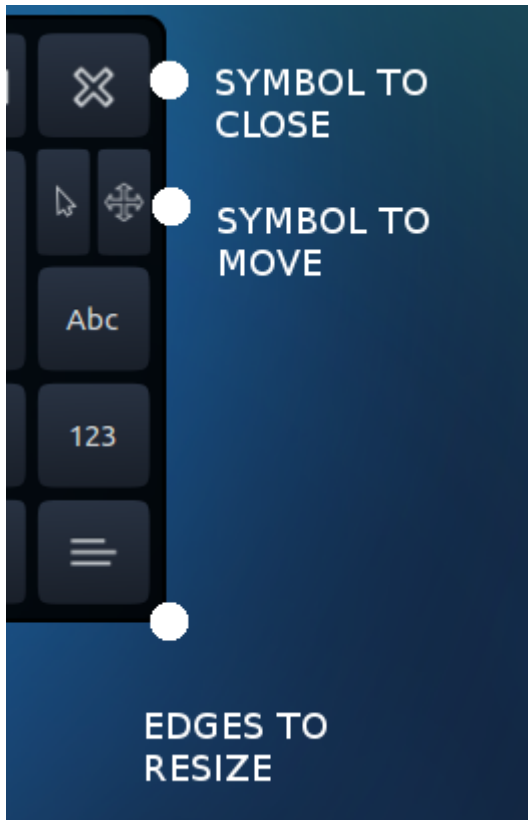 SYMBOL TO
CLOSE
SYMBOL TO
MOVE
Abc
123
EDGES TO
RESIZE